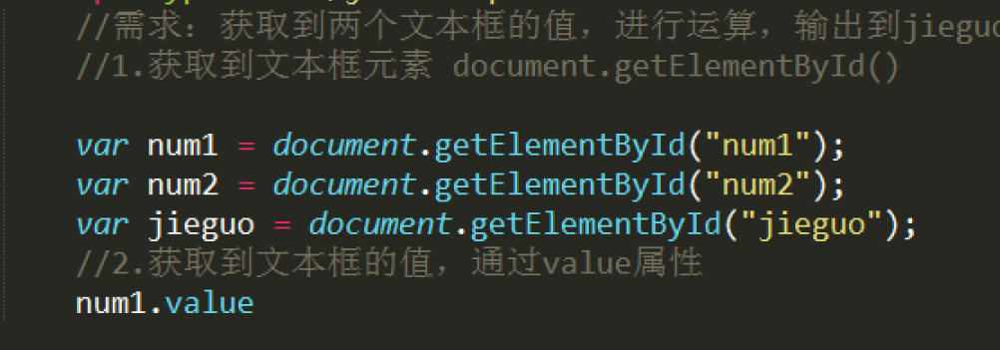 //需求：获取到两个文本框的值，进行运算，输出到jieguo
//1.获取到文本框元素 document.getElementById()
var num1 = document.getElementById("num1");
var num2 = document.getElementById("num2");
var jieguo = document.getElementById("jieguo");
//2.获取到文本框的值，通过value属性
num1.value